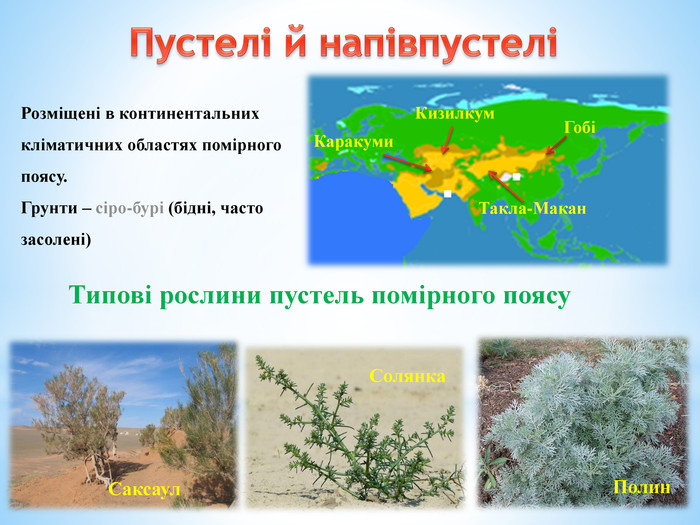 Пустелі й напівпустелі
Розміщені в континентальних
кліматичних областях помірного
поясу.
Грунти – сіро-бурі (бідні, часто
засолені)
Кизилкум
Гобі
Каракуми
Такла-Макан
Типові рослини пустель помірного поясу
Саксаул
Солянка
Полин